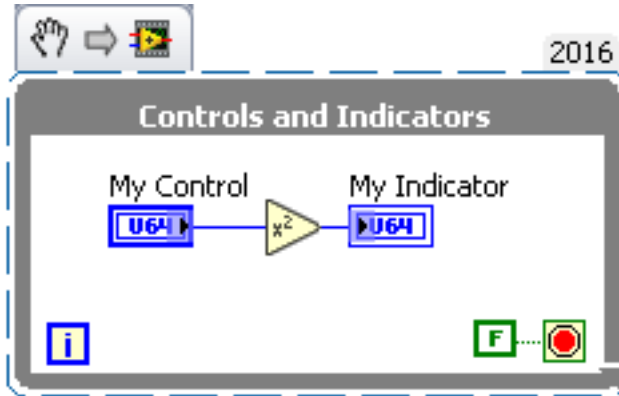 2016
Controls and Indicators
My Control My Indicator
U64 x² U64
i F